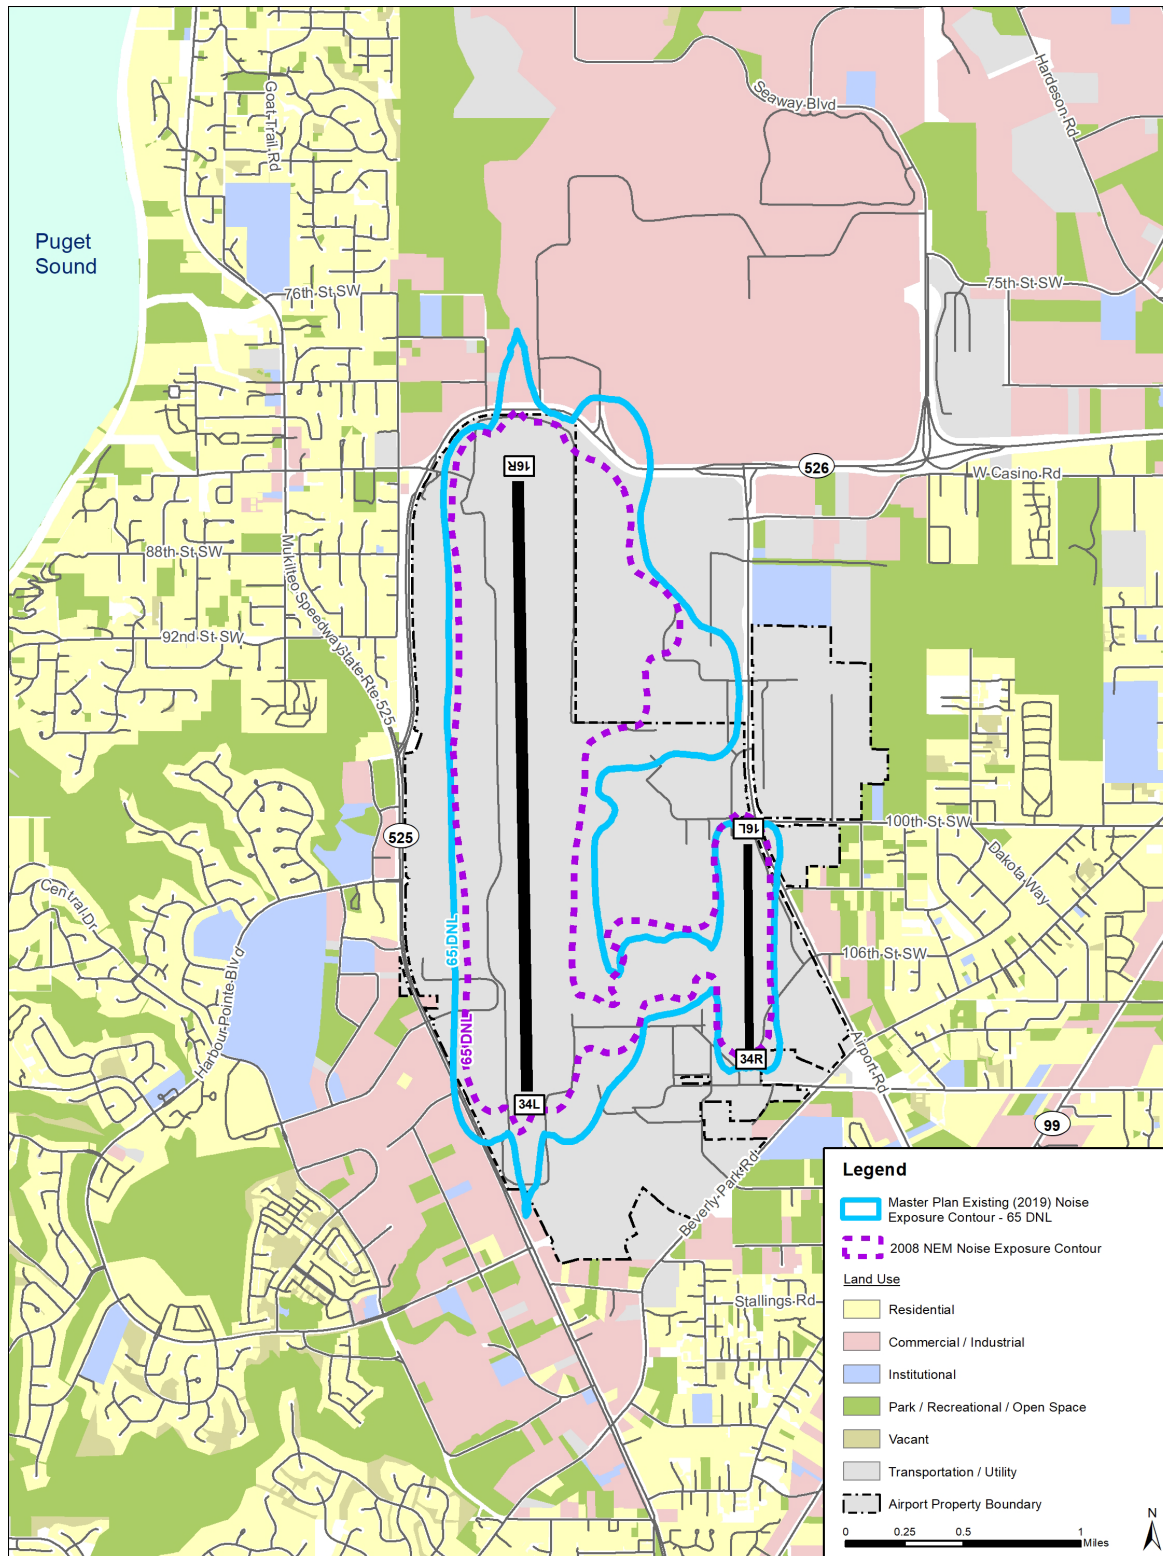 Seaway Blvd
Hardeson Rd
Goat Trail Rd
Puget
Sound
76th St SW
75th St SW
16R
526
W Casino Rd
88th St SW
Mukilteo Speedway
State Rte 525
92nd St SW
525
16L
100th St SW
Dakota Way
Central Dr
65 DNL
106th St SW
Harbour Pointe Blvd
65 DNL
34R
Airport Rd
34L
99
Beverly Park Rd
Stallings Rd
Legend
Master Plan Existing (2019) Noise
Exposure Contour - 65 DNL
2008 NEM Noise Exposure Contour
Land Use
Residential
Commercial / Industrial
Institutional
Park / Recreational / Open Space
Vacant
Transportation / Utility
Airport Property Boundary
N
0 0.25 0.5 1
Miles